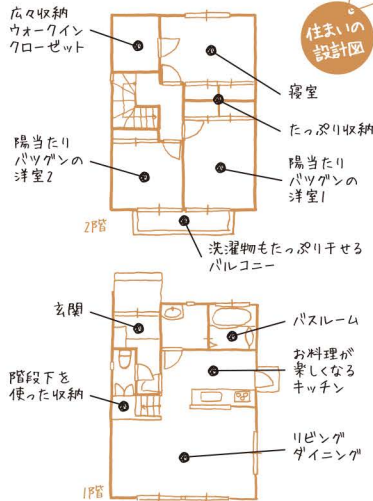 住まいの
設計図
広々収納
ウォークイン
クローゼット
寝室
たっぷり収納
陽当たり
バツグンの
洋室2
陽当たり
バツグンの
洋室1
2階
洗濯物もたっぷり干せる
バルコニー
玄関
バスルーム
お料理が
楽しくなる
キッチン
階段下を
使った収納
リビング
ダイニング
1階